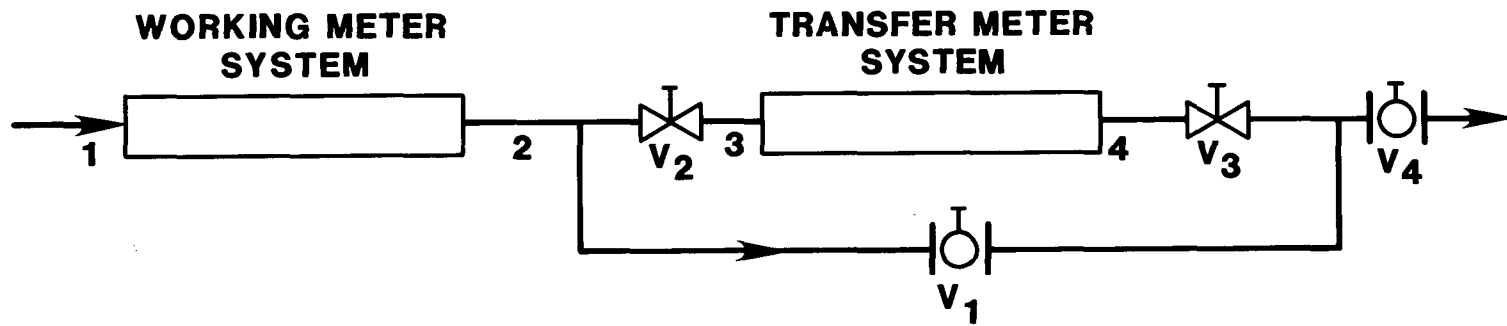 WORKING METER
SYSTEM
TRANSFER METER
SYSTEM
1
2
V2
3
4
V3
V4
V1